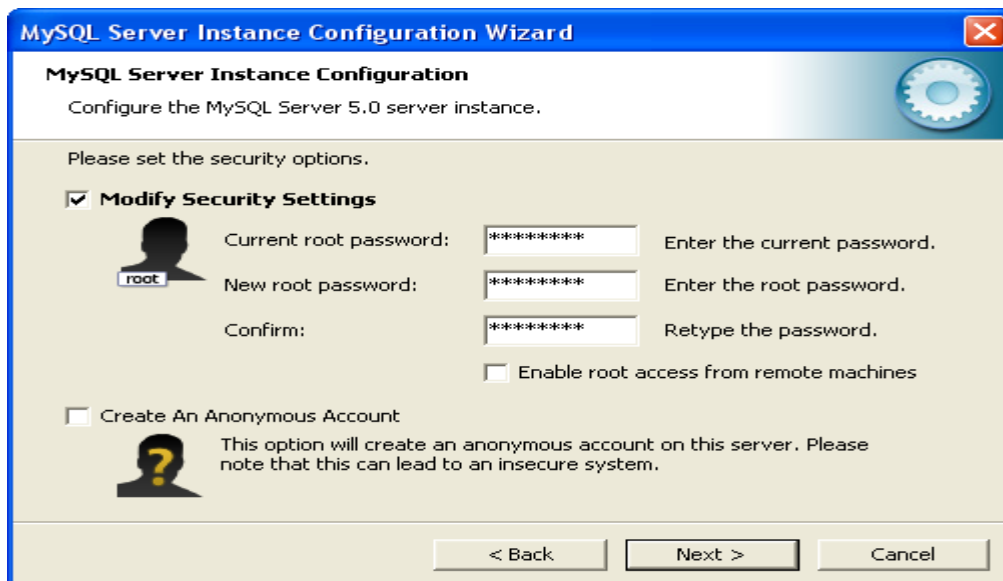 MySQL Server Instance Configuration Wizard
MySQL Server Instance Configuration
Configure the MySQL Server 5.0 server instance.
Please set the security options.
Modify Security Settings
root
Current root password: ******** Enter the current password.
New root password: ******** Enter the root password.
Confirm: ******** Retype the password.
Enable root access from remote machines
Create An Anonymous Account
This option will create an anonymous account on this server. Please
note that this can lead to an insecure system.
< Back Next > Cancel